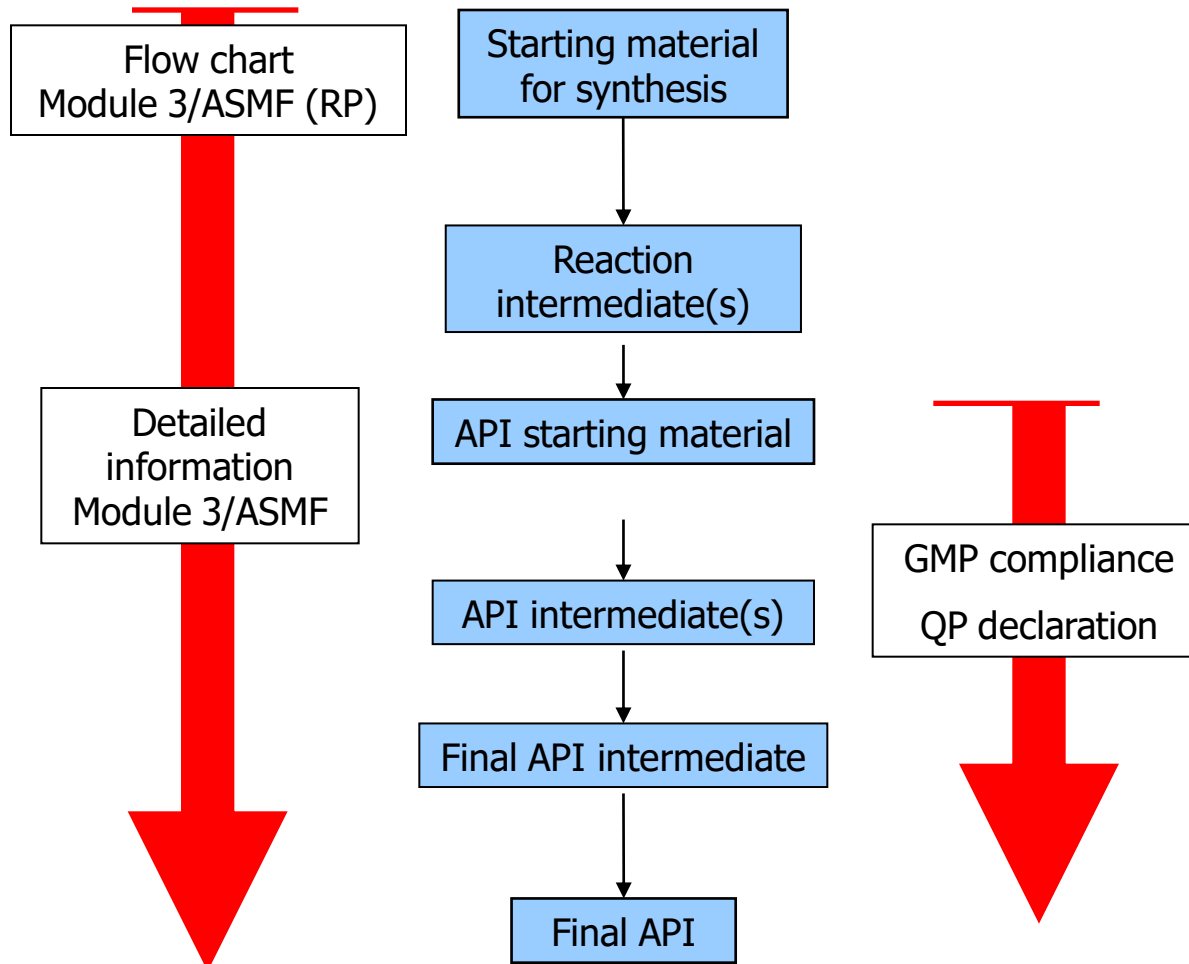 Flow chart
Module 3/ASMF (RP)
Starting material
for synthesis
Reaction
intermediate(s)
Detailed
information
Module 3/ASMF
API starting material
GMP compliance
QP declaration
API intermediate(s)
Final API intermediate
Final API